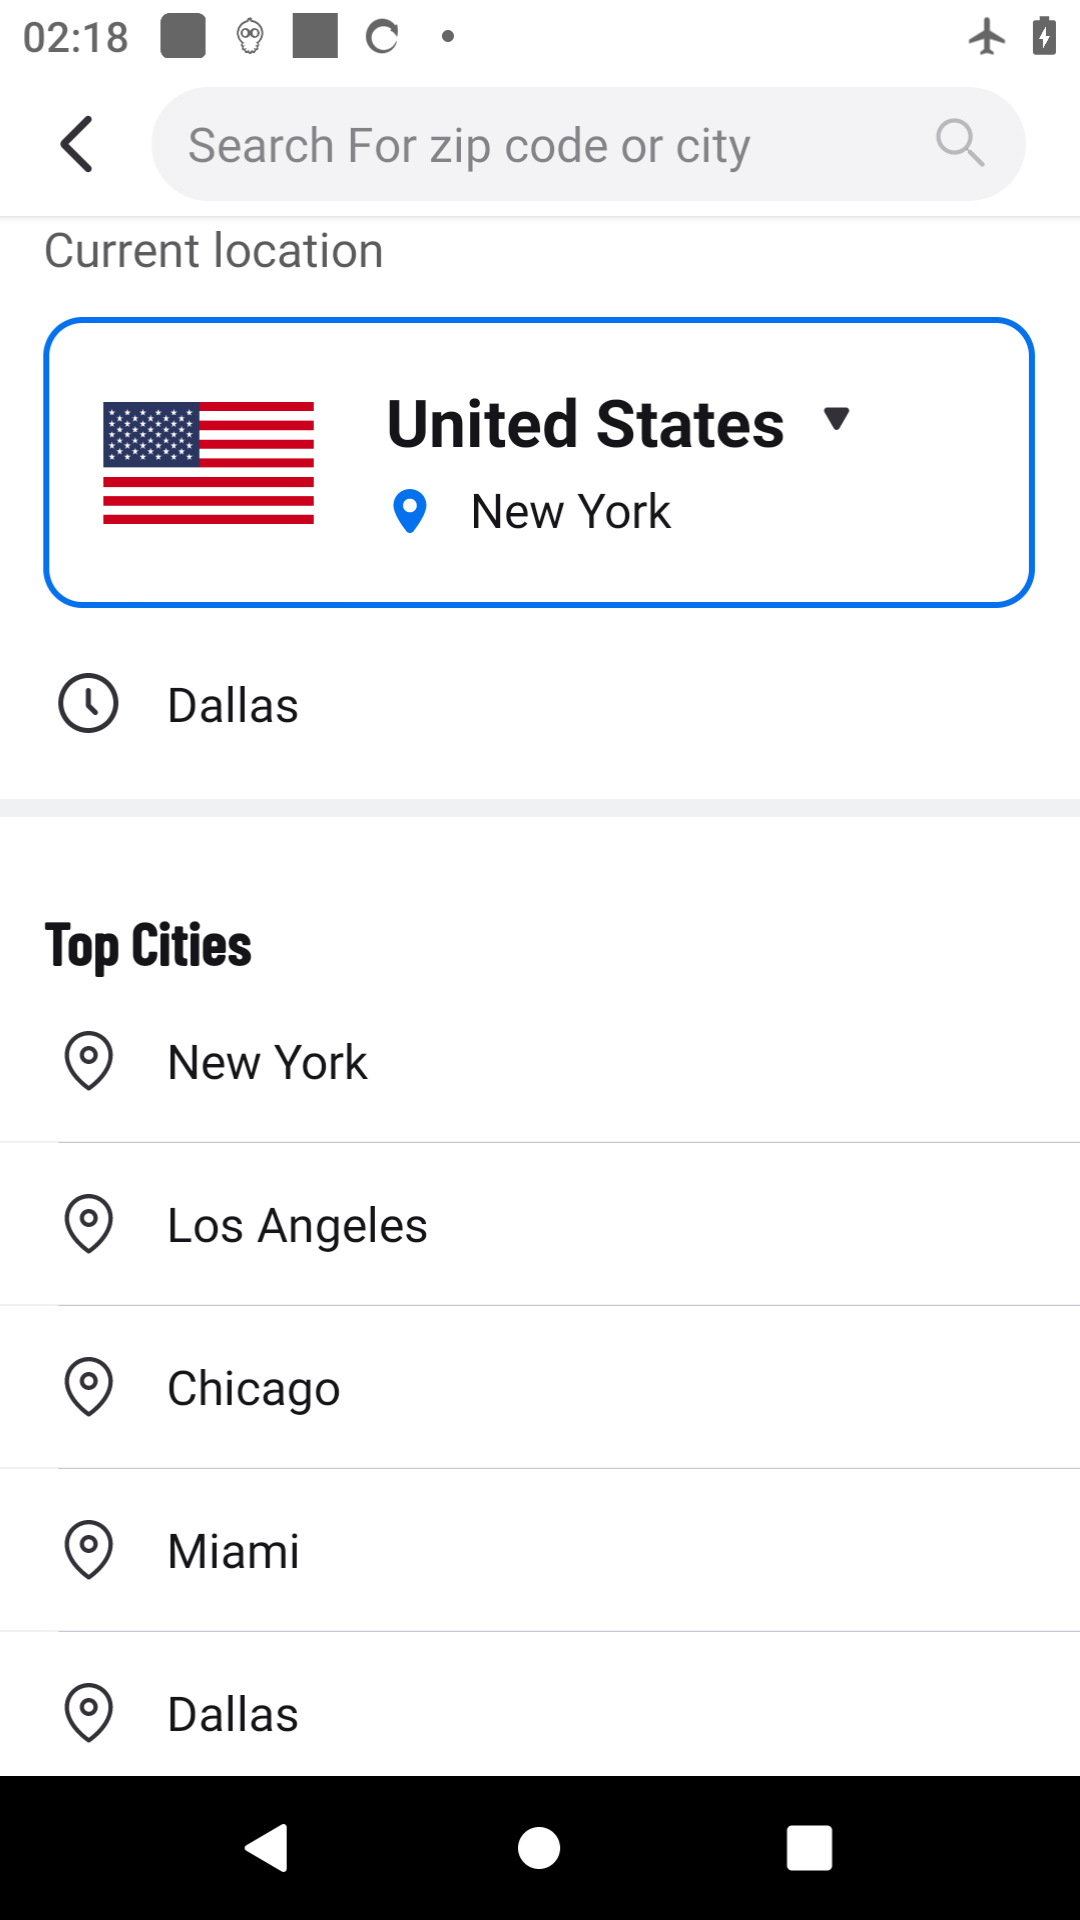 02:18
Search For zip code or city
Current location
United States
New York
Dallas
Top Cities
New York
Los Angeles
Chicago
Miami
Dallas